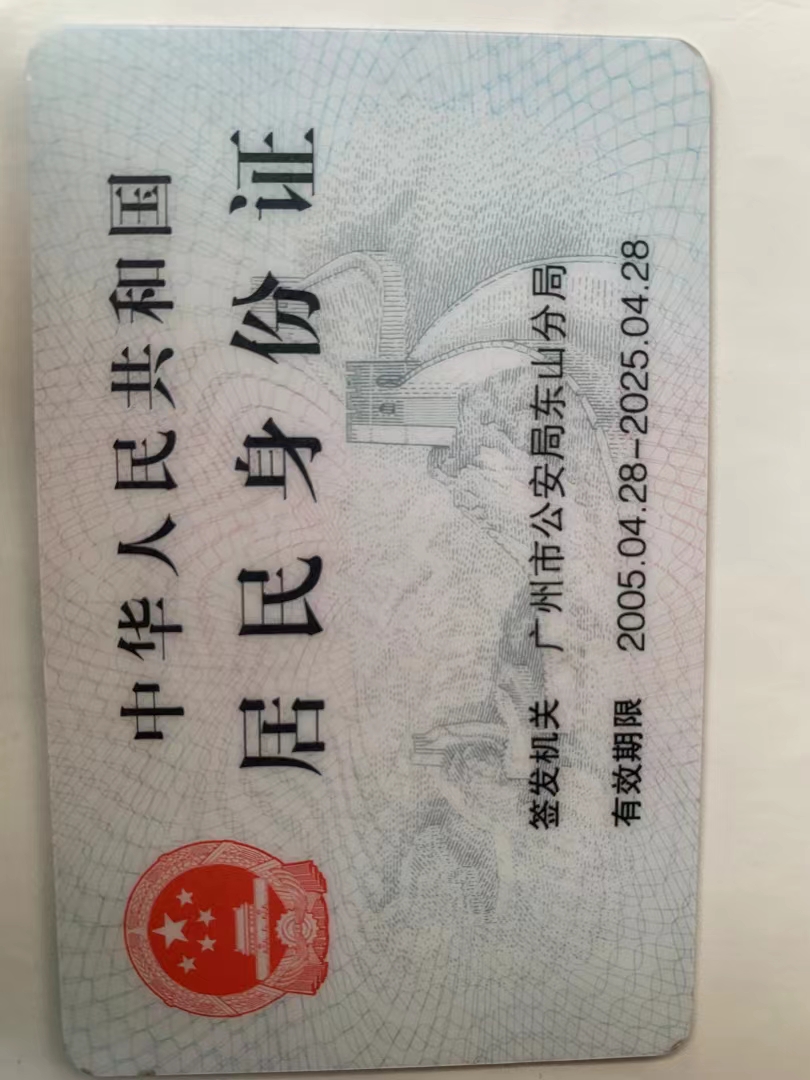 中华人民共和国
居民身份证
签发机关 广州市公安局东山分局
有效期限 2005.04.28-2025.04.28